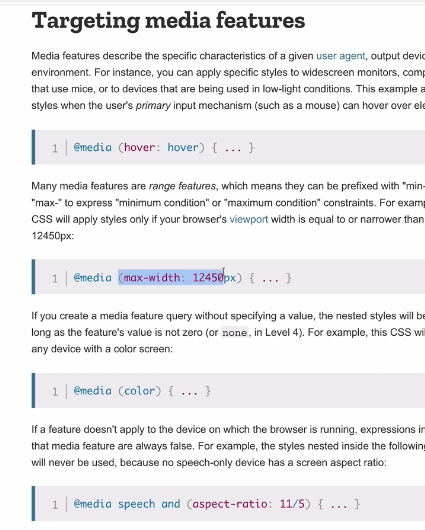 Targeting media features
Media features describe the specific characteristics of a given user agent, output devic
environment. For instance, you can apply specific styles to widescreen monitors, comp
that use mice, or to devices that are being used in low-light conditions. This example a
styles when the user's primary input mechanism (such as a mouse) can hover over ele
1 @media (hover: hover) { ... }
Many media features are range features, which means they can be prefixed with "min-
"max-" to express "minimum condition" or "maximum condition" constraints. For examp
CSS will apply styles only if your browser's viewport width is equal to or narrower than
12450px:
1 @media (max-width: 12450px) { ... }
If you create a media feature query without specifying a value, the nested styles will be
long as the feature's value is not zero (or none, in Level 4). For example, this CSS wi
any device with a color screen:
1 @media (color) { ... }
If a feature doesn't apply to the device on which the browser is running, expressions in
that media feature are always false. For example, the styles nested inside the following
will never be used, because no speech-only device has a screen aspect ratio:
1 @media speech and (aspect-ratio: 11/5) { ... }